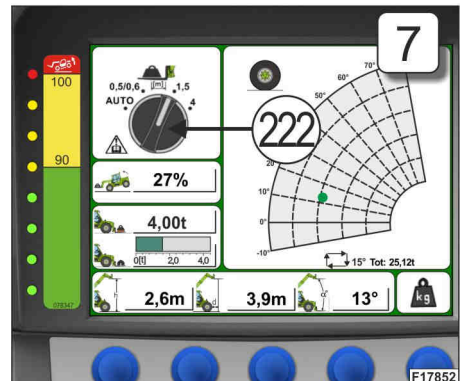 7
100
90
078347
0,5/0,6 [m] 1,5
AUTO 4
222
27%
4,00t
0[t] 2,0 4,0
70°
60°
50°
40°
30°
20°
10°
0°
-10°
15° Tot: 25,12t
h 2,6m
d 3,9m
α° 13°
kg
F17852